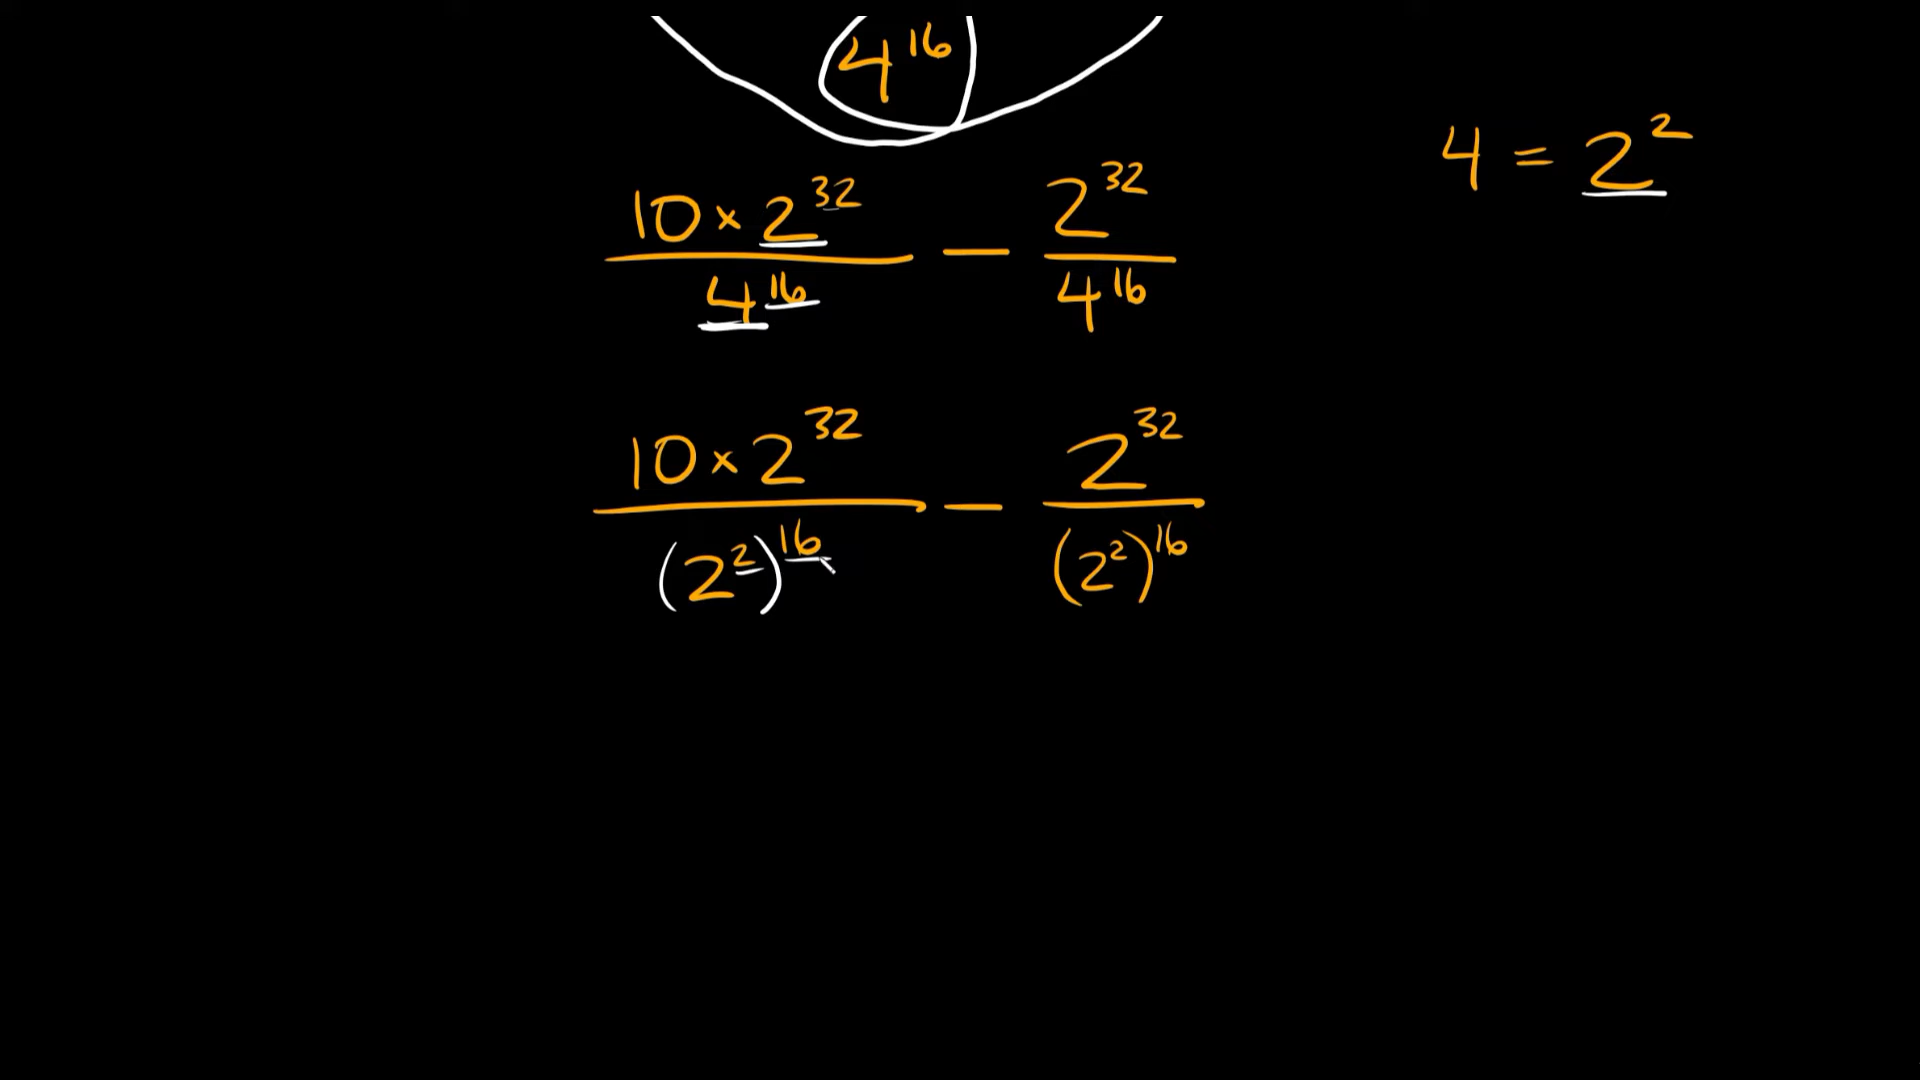 4^16
4 = 2^2
(10 × 2^32)/(4^16) − (2^32)/(4^16)
(10 × 2^32)/((2^2)^16) − (2^32)/((2^2)^16)